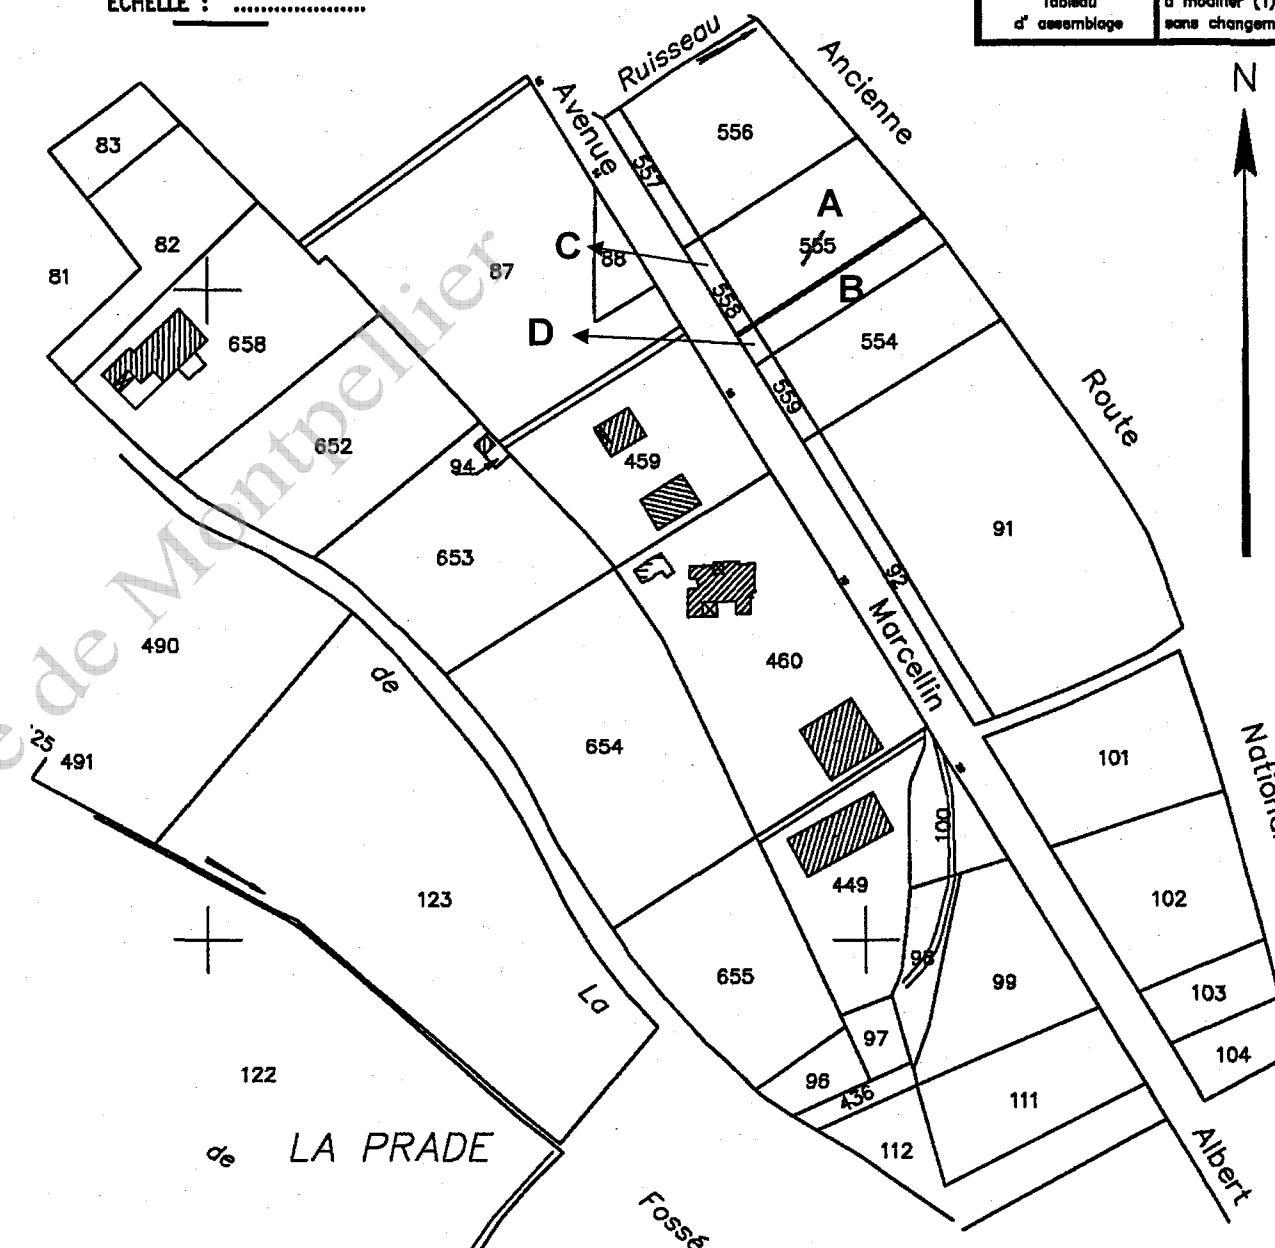 ECHELLE : ....................
Tableau
d' assemblage
à modifier (1)
sans changem
N
Ruisseau
Ancienne
Avenue
83
556
557
82
A
81
C
555
87
88
558
B
D
658
554
559
Route
652
94
459
653
91
92
490
de
460
Marcellin
'25
491
654
101
100
123
449
102
98
655
99
La
103
97
104
122
96
436
111
de LA PRADE
112
Albert
Fossé
de Montpellier